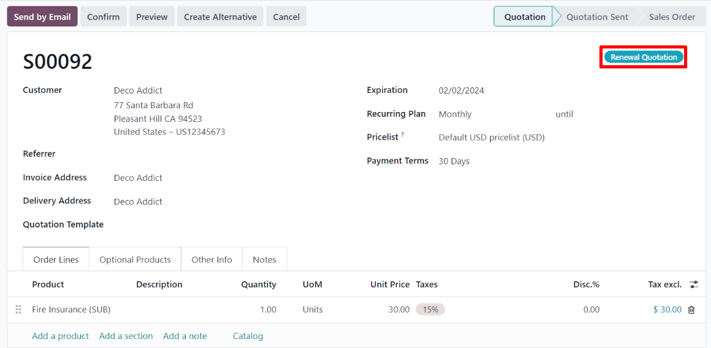 Send by Email Confirm Preview Create Alternative Cancel Quotation Quotation Sent Sales Order
S00092 Renewal Quotation
Customer Deco Addict Expiration 02/02/2024
77 Santa Barbara Rd
Pleasant Hill CA 94523 Recurring Plan Monthly until
United States – US12345673
Pricelist ? Default USD pricelist (USD)
Referrer
Payment Terms 30 Days
Invoice Address Deco Addict
Delivery Address Deco Addict
Quotation Template
Order Lines Optional Products Other Info Notes
Product Description Quantity UoM Unit Price Taxes Disc.% Tax excl.
Fire Insurance (SUB) 1.00 Units 30.00 15% 0.00 $ 30.00
Add a product Add a section Add a note Catalog